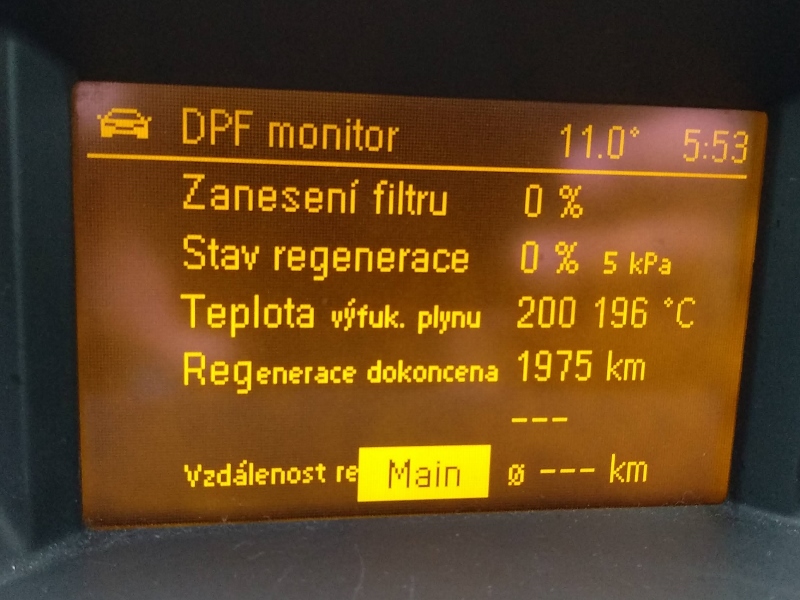 DPF monitor 11.0° 5:53
Zanesení filtru 0 %
Stav regenerace 0 % 5 kPa
Teplota výfuk. plynu 200 196 °C
Regenerace dokoncena 1975 km
---
Vzdálenost re Main ø --- km